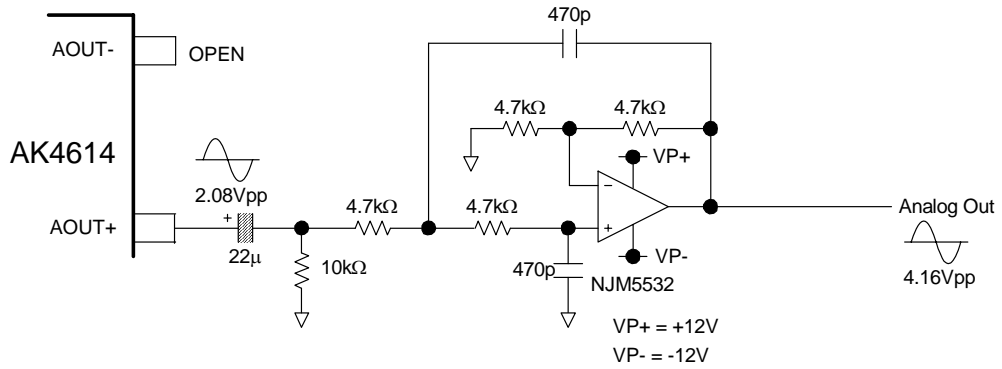 470p
AOUT-
OPEN
4.7kΩ
4.7kΩ
AK4614
VP+
2.08Vpp
4.7kΩ
4.7kΩ
AOUT+
+
−
+
Analog Out
22μ
10kΩ
470p
VP-
NJM5532
4.16Vpp
VP+ = +12V
VP- = -12V